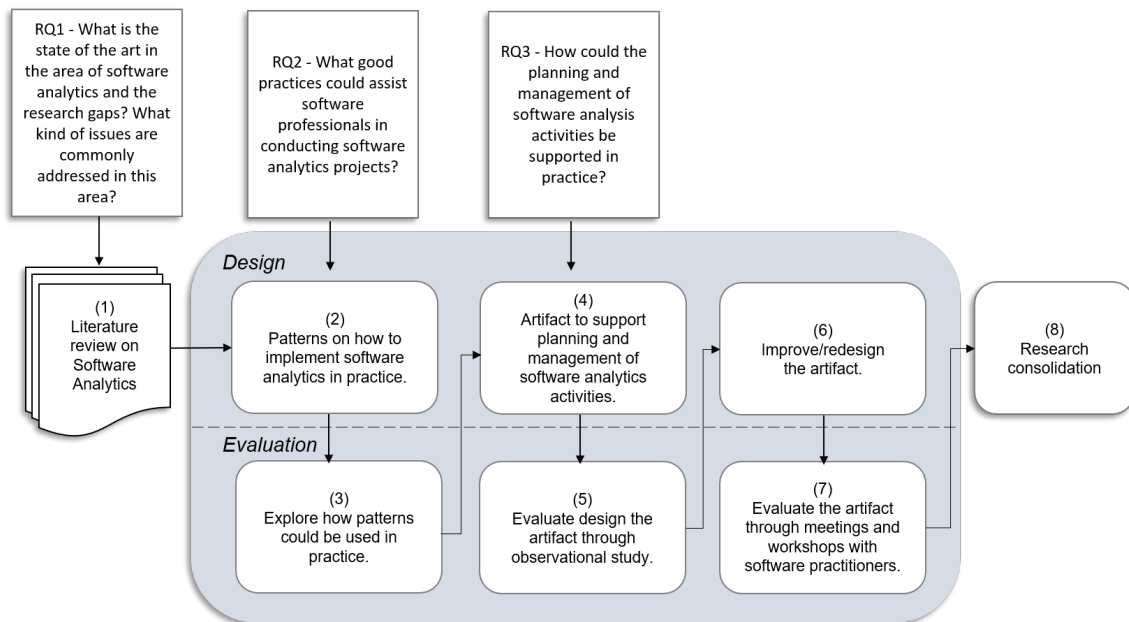 RQ1 - What is the
state of the art in
the area of software
analytics and the
research gaps? What
kind of issues are
commonly
addressed in this
area?
RQ2 - What good
practices could assist
software
professionals in
conducting software
analytics projects?
RQ3 - How could the
planning and
management of
software analysis
activities be
supported in
practice?
(1)
Literature
review on
Software
Analytics
Design
(2)
Patterns on how to
implement software
analytics in practice.
(4)
Artifact to support
planning and
management of
software analytics
activities.
(6)
Improve/redesign
the artifact.
(8)
Research
consolidation
Evaluation
(3)
Explore how patterns
could be used in
practice.
(5)
Evaluate design the
artifact through
observational study.
(7)
Evaluate the artifact
through meetings and
workshops with
software practitioners.